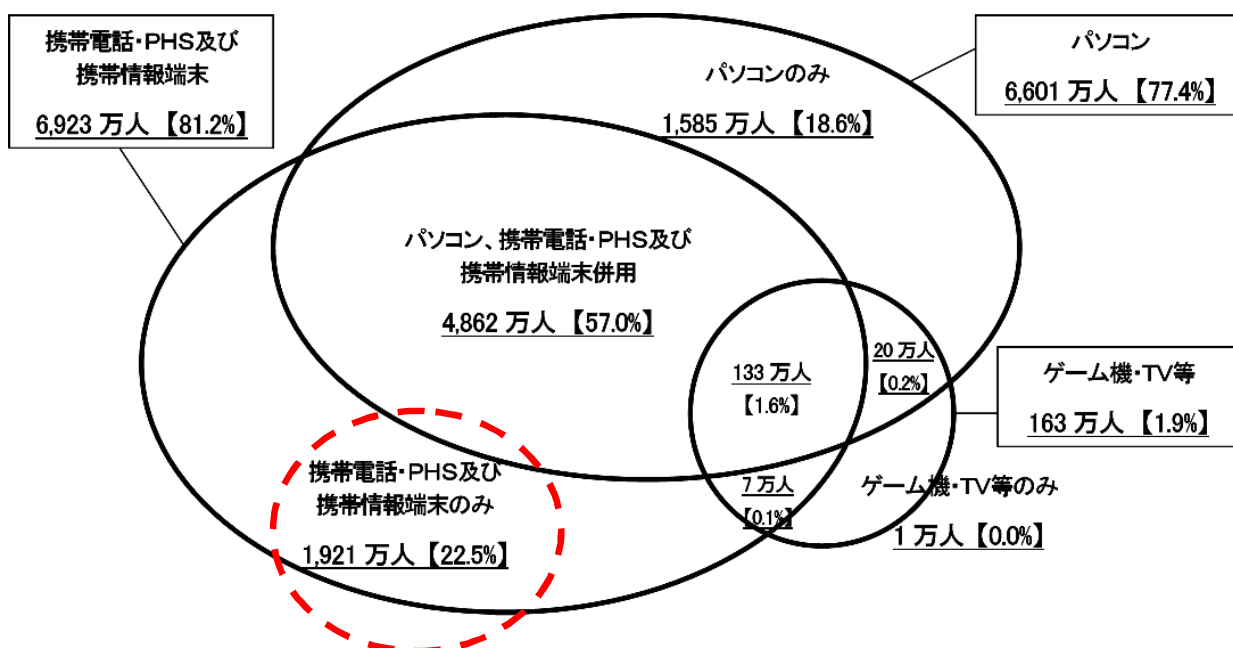 携帯電話・PHS及び
携帯情報端末
6,923 万人 【81.2%】
パソコンのみ
1,585 万人 【18.6%】
パソコン
6,601 万人 【77.4%】
パソコン、携帯電話・PHS及び
携帯情報端末併用
4,862 万人 【57.0%】
133 万人
【1.6%】
20 万人
【0.2%】
ゲーム機・TV等
163 万人 【1.9%】
携帯電話・PHS及び
携帯情報端末のみ
1,921 万人 【22.5%】
7 万人
【0.1%】
ゲーム機・TV等のみ
1 万人 【0.0%】